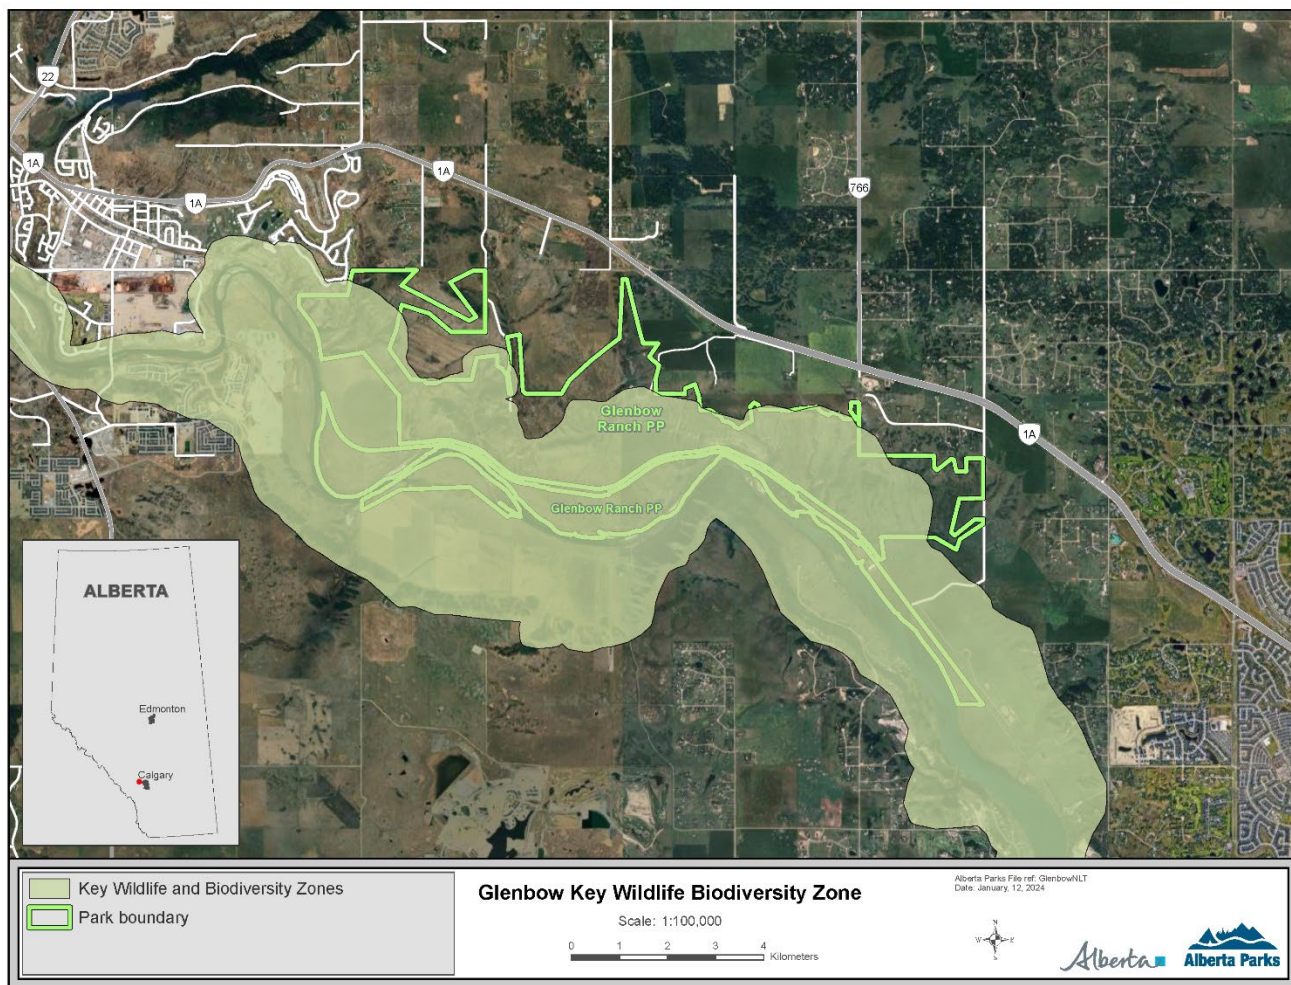 22
1A
1A
1A
766
Glenbow
Ranch PP
1A
Glenbow Ranch PP
ALBERTA
Edmonton
Calgary
Key Wildlife and Biodiversity Zones
Park boundary
Glenbow Key Wildlife Biodiversity Zone
Scale: 1:100,000
0 1 2 3 4
Kilometers
Alberta Parks File ref: GlenbowNLT
Date: January, 12, 2024
N
W E
S
Alberta
Alberta Parks